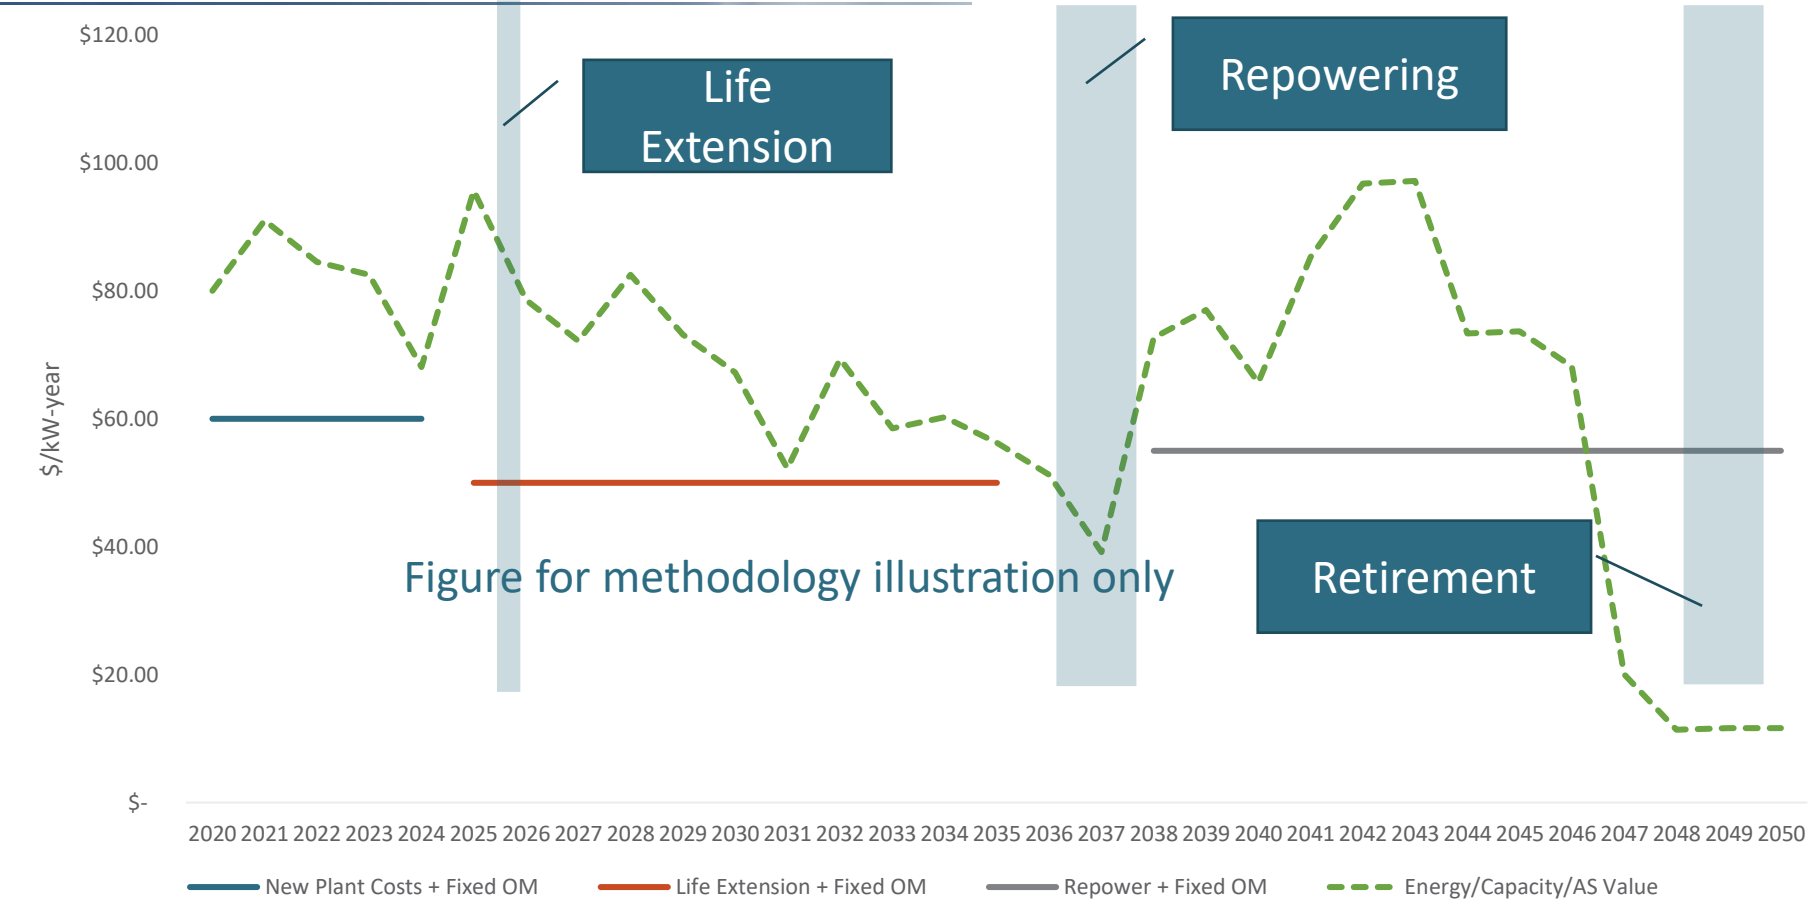 $120.00
$100.00
$80.00
$60.00
$40.00
$20.00
$-
$/kW-year
Life
Extension
Repowering
Figure for methodology illustration only
Retirement
2020 2021 2022 2023 2024 2025 2026 2027 2028 2029 2030 2031 2032 2033 2034 2035 2036 2037 2038 2039 2040 2041 2042 2043 2044 2045 2046 2047 2048 2049 2050
New Plant Costs + Fixed OM Life Extension + Fixed OM Repower + Fixed OM Energy/Capacity/AS Value